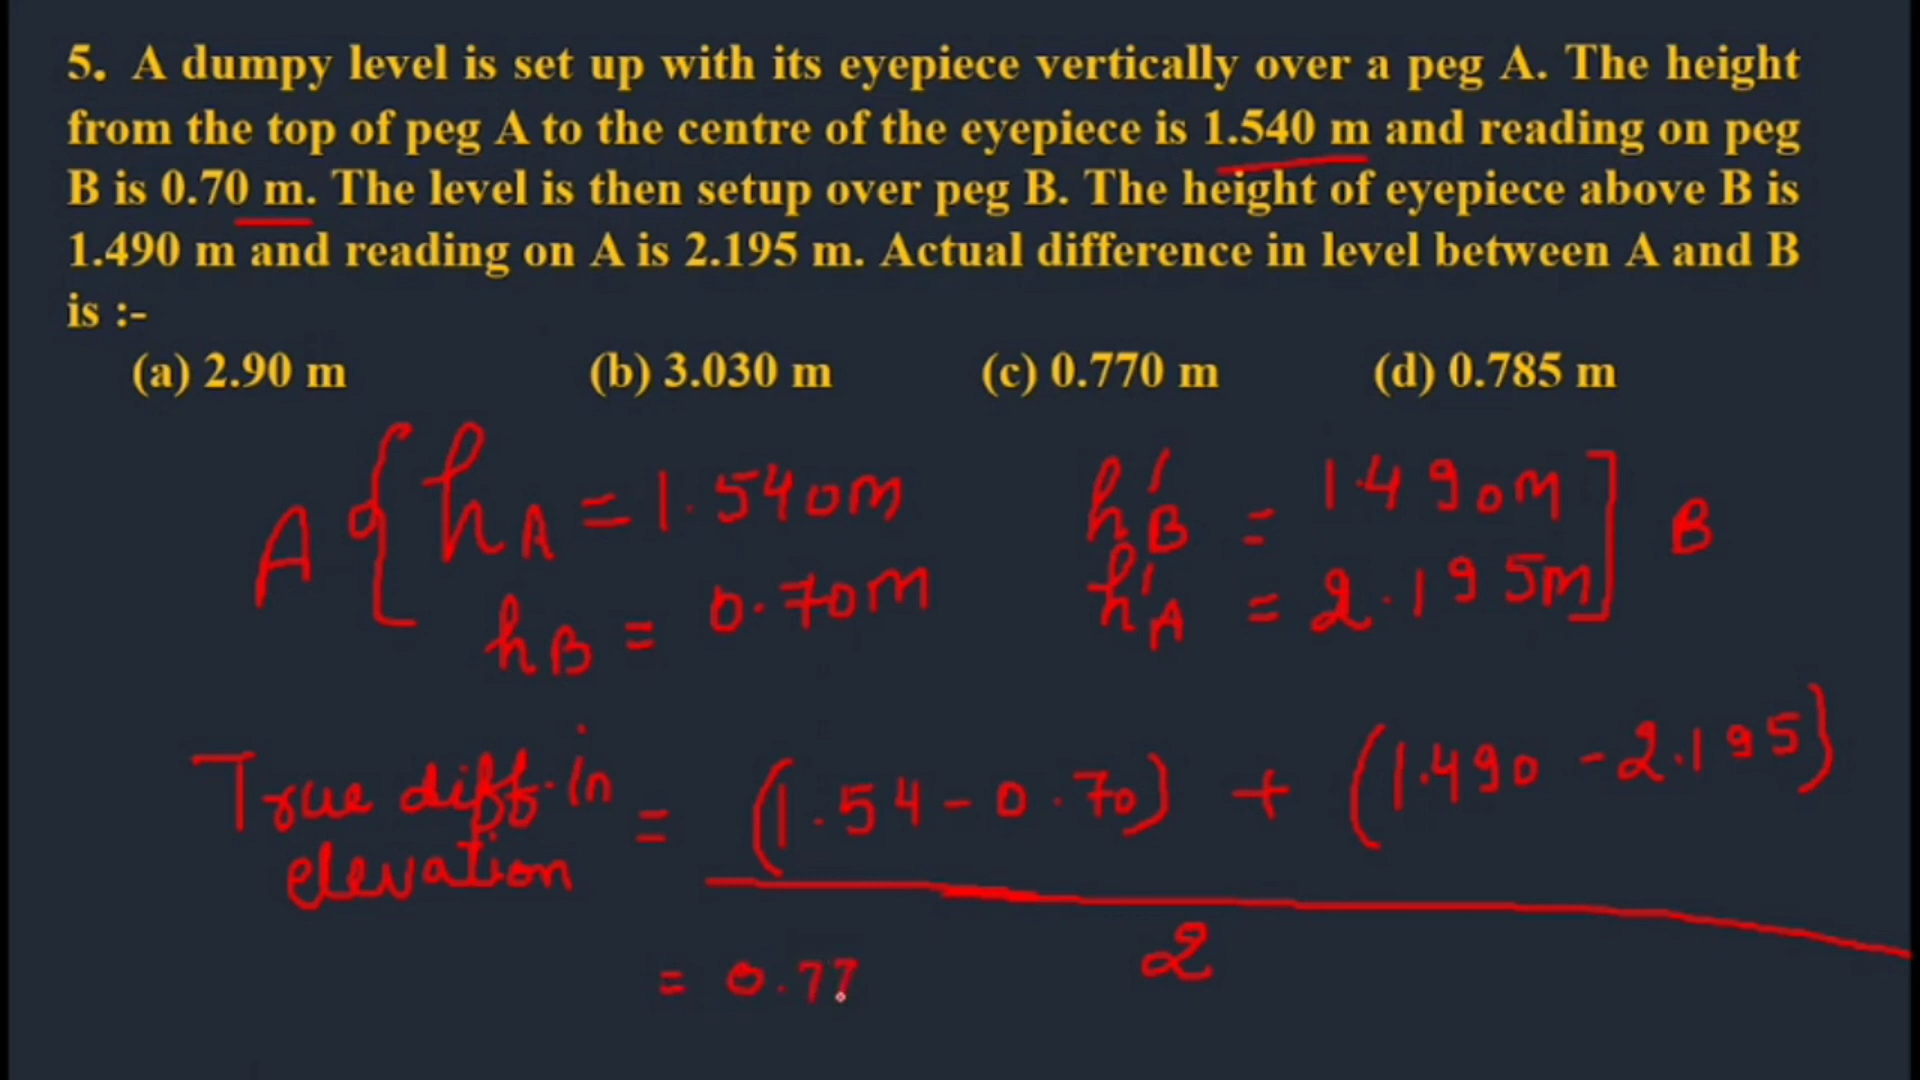 5. A dumpy level is set up with its eyepiece vertically over a peg A. The height
from the top of peg A to the centre of the eyepiece is 1.540 m and reading on peg
B is 0.70 m. The level is then setup over peg B. The height of eyepiece above B is
1.490 m and reading on A is 2.195 m. Actual difference in level between A and B
is :-
(a) 2.90 m (b) 3.030 m (c) 0.770 m (d) 0.785 m
A { hA = 1.540m h'B = 1.490m ] B
hB = 0.70m h'A = 2.195m
True diff. in = (1.54 - 0.70) + (1.490 - 2.195)
elevation
2
= 0.77